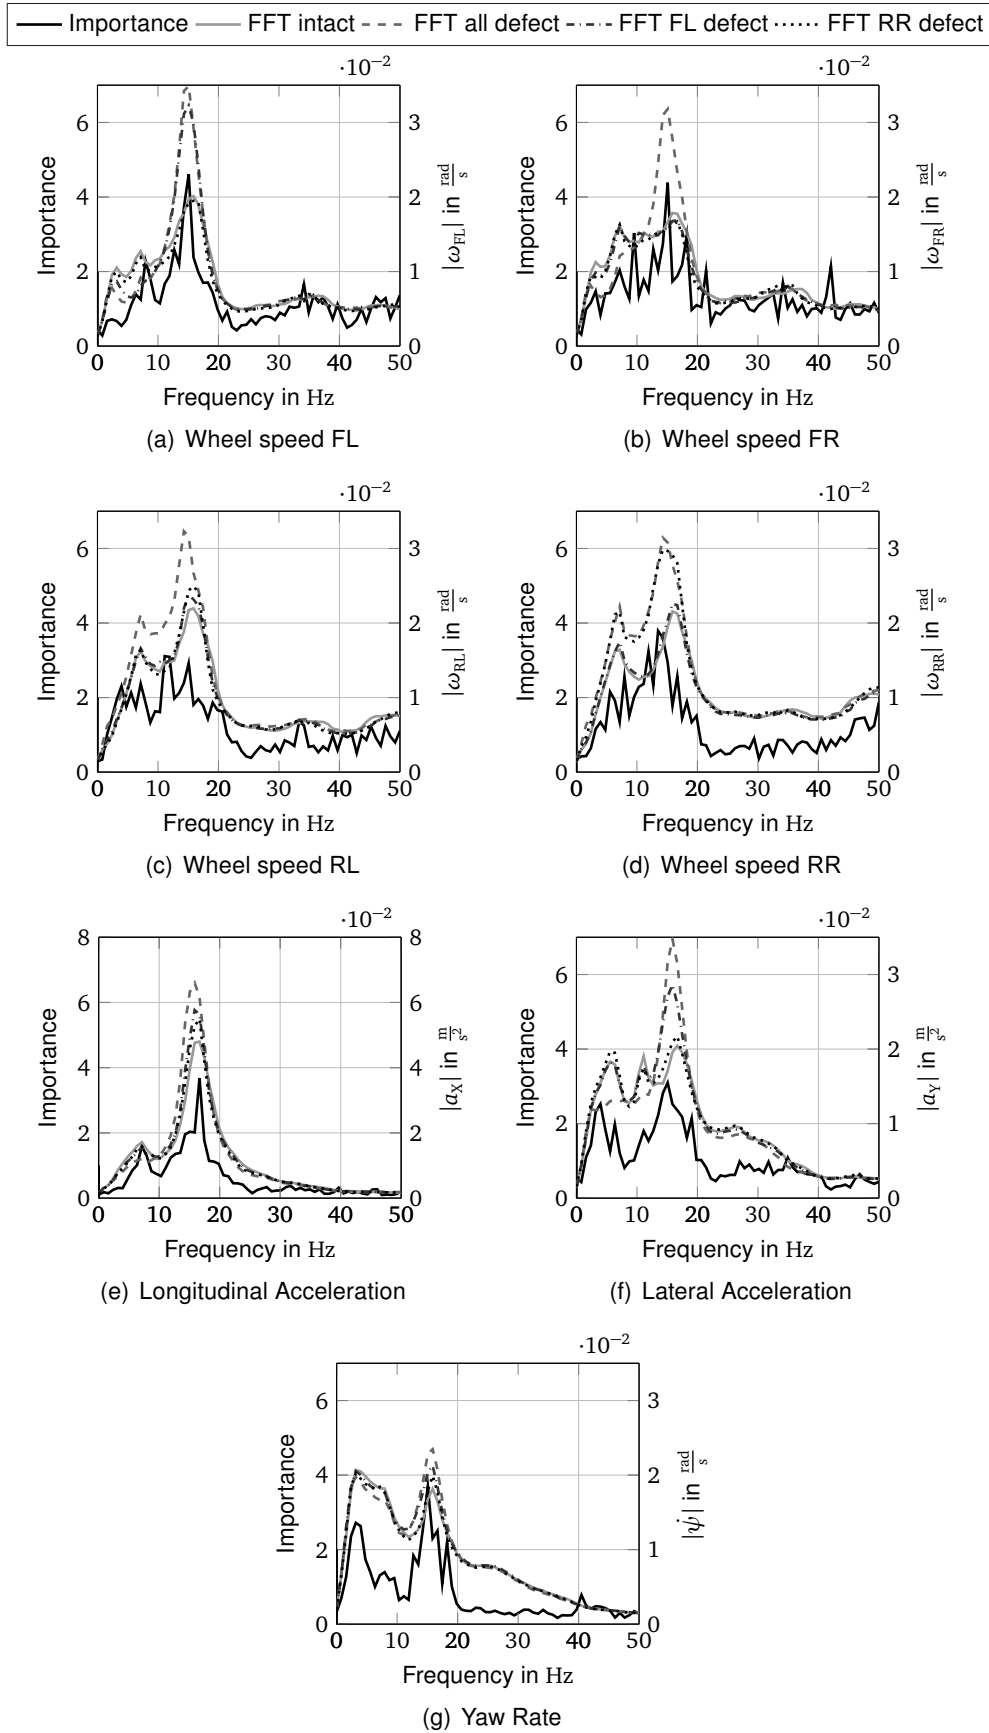 Importance FFT intact FFT all defect FFT FL defect FFT RR defect
·10⁻² ·10⁻²
6 4 2 0
Importance
3 2 1 0
|ω_FL| in rad/s
0 10 20 30 40 50
Frequency in Hz
(a) Wheel speed FL
6 4 2 0
Importance
3 2 1 0
|ω_FR| in rad/s
0 10 20 30 40 50
Frequency in Hz
(b) Wheel speed FR
·10⁻² ·10⁻²
6 4 2 0
Importance
3 2 1 0
|ω_RL| in rad/s
0 10 20 30 40 50
Frequency in Hz
(c) Wheel speed RL
6 4 2 0
Importance
3 2 1 0
|ω_RR| in rad/s
0 10 20 30 40 50
Frequency in Hz
(d) Wheel speed RR
·10⁻² ·10⁻²
8 6 4 2 0
Importance
8 6 4 2 0
|a_X| in m/s²
0 10 20 30 40 50
Frequency in Hz
(e) Longitudinal Acceleration
6 4 2 0
Importance
3 2 1 0
|a_Y| in m/s²
0 10 20 30 40 50
Frequency in Hz
(f) Lateral Acceleration
·10⁻²
6 4 2 0
Importance
3 2 1 0
|ψ̇| in rad/s
0 10 20 30 40 50
Frequency in Hz
(g) Yaw Rate